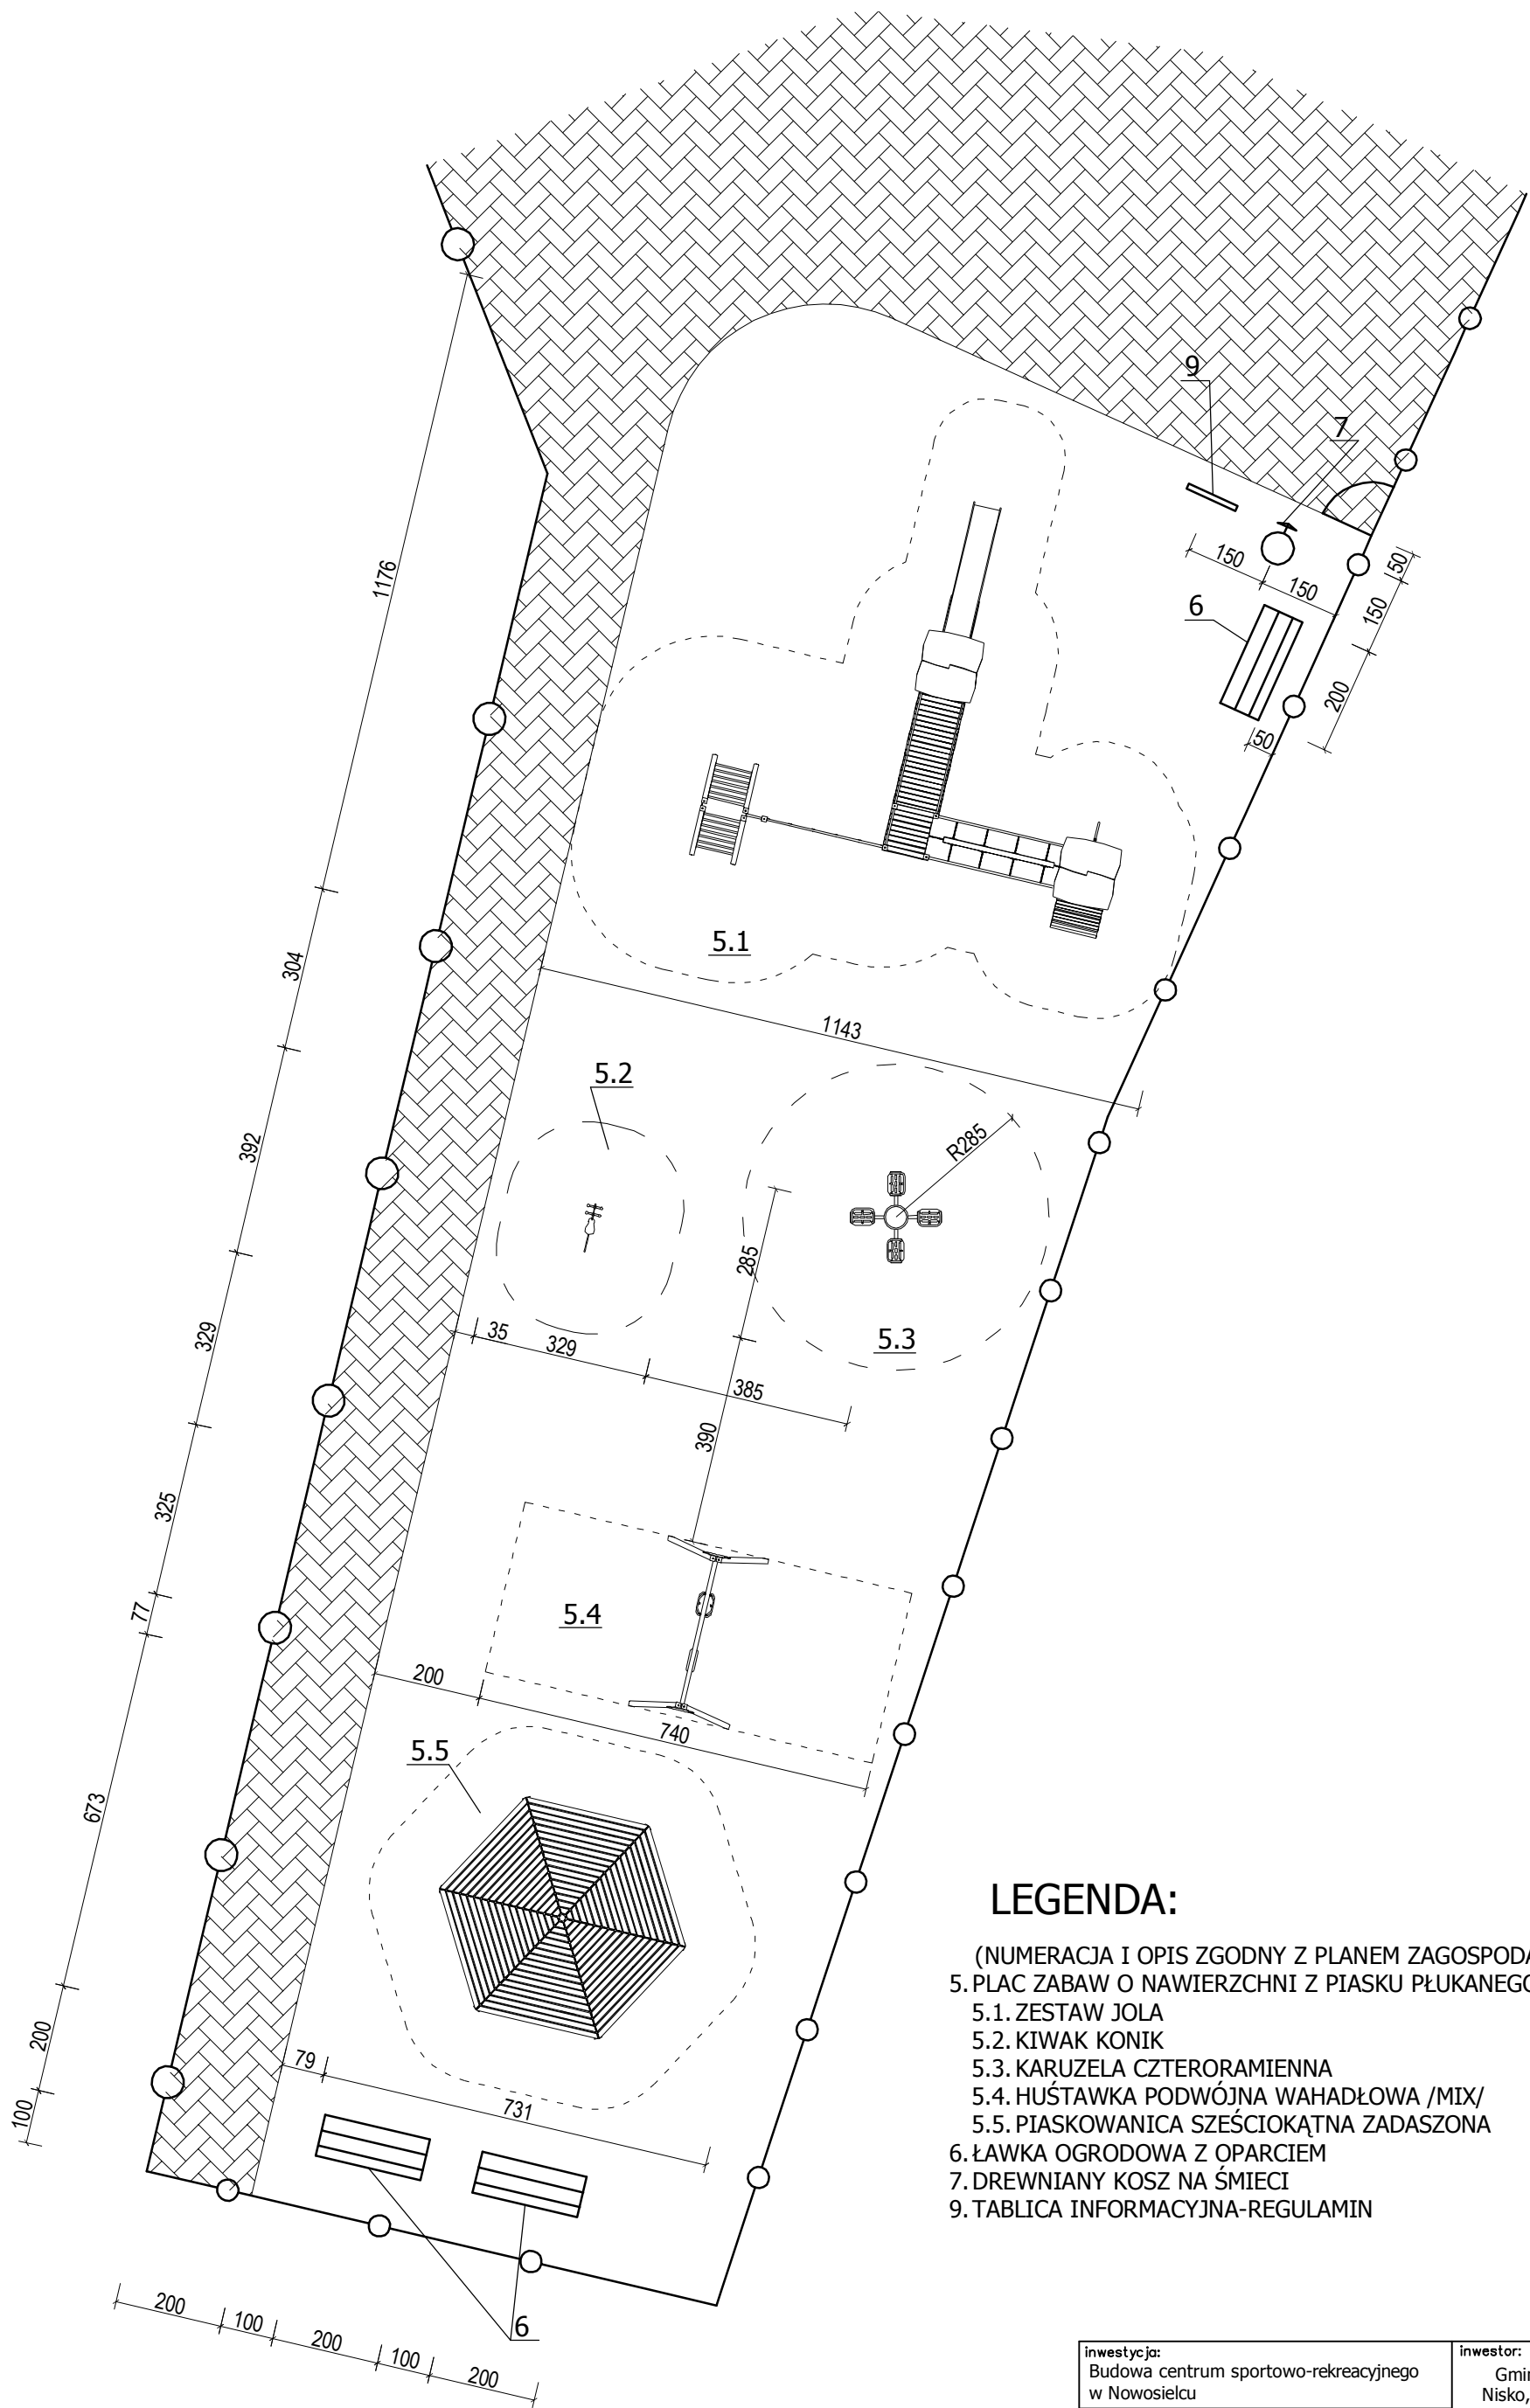 9
7
150
150
50
150
6
200
50
1176
5.1
304
1143
5.2
392
R285
285
35
329
5.3
385
329
390
325
5.4
77
200
740
5.5
673
79
731
200
100
6
200
100
200
100
200
LEGENDA:
(NUMERACJA I OPIS ZGODNY Z PLANEM
5. PLAC ZABAW O NAWIERZCHNI Z PIASKU PŁUKANEGO
5.1. ZESTAW JOLA
5.2. KIWAK KONIK
5.3. KARUZELA CZTERORAMIENNA
5.4. HUŚTAWKA PODWÓJNA WAHADŁOWA /MIX/
5.5. PIASKOWANICA SZEŚCIOKĄTNA ZADASZONA
6. ŁAWKA OGRODOWA Z OPARCIEM
7. DREWNIANY KOSZ NA ŚMIECI
9. TABLICA INFORMACYJNA-REGULAMIN
inwestycja:
Budowa centrum sportowo-rekreacyjnego
w Nowosielcu
inwestor:
Nisko,